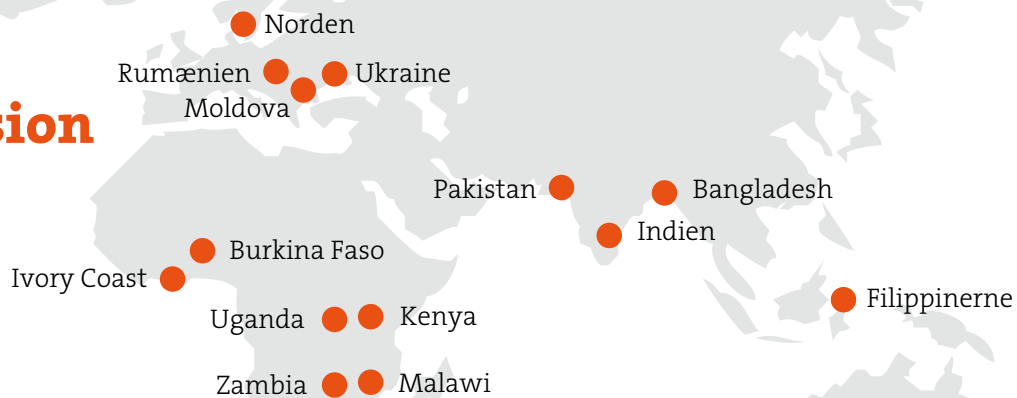 Norden
Rumænien
Ukraine
Moldova
sion
Pakistan
Bangladesh
Indien
Burkina Faso
Ivory Coast
Filippinerne
Uganda
Kenya
Zambia
Malawi